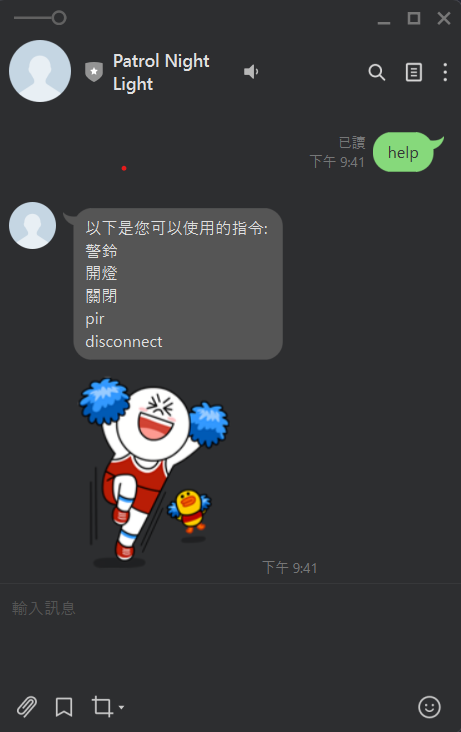 Patrol Night
Light
已讀
下午 9:41
help
以下是您可以使用的指令:
警鈴
開燈
關閉
pir
disconnect
下午 9:41
輸入訊息